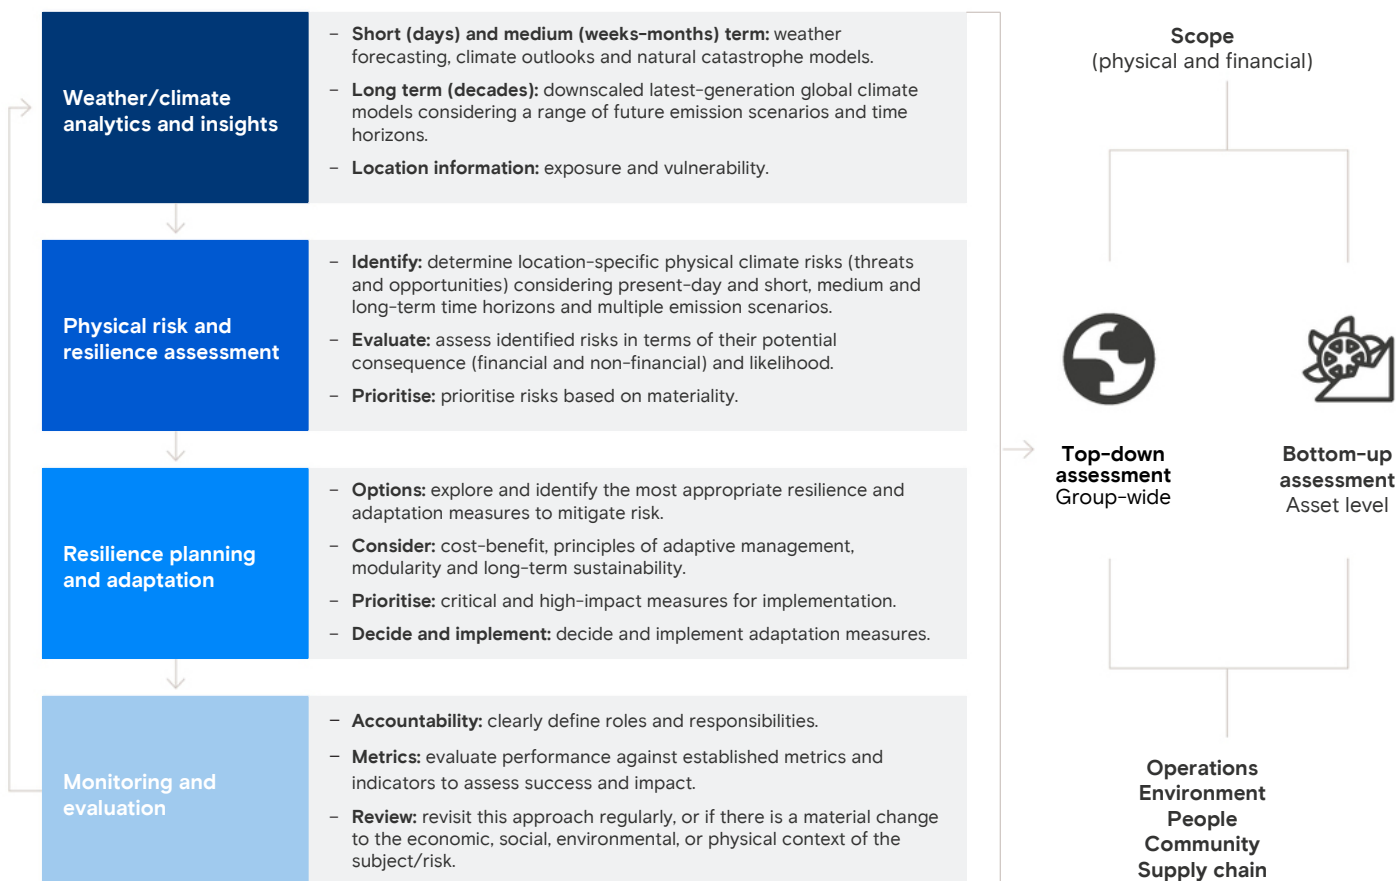 Weather/climate
analytics and insights
– Short (days) and medium (weeks–months) term: weather
forecasting, climate outlooks and natural catastrophe models.
– Long term (decades): downscaled latest-generation global climate
models considering a range of future emission scenarios and time
horizons.
– Location information: exposure and vulnerability.
Physical risk and
resilience assessment
– Identify: determine location-specific physical climate risks (threats
and opportunities) considering present-day and short, medium and
long-term time horizons and multiple emission scenarios.
– Evaluate: assess identified risks in terms of their potential
consequence (financial and non-financial) and likelihood.
– Prioritise: prioritise risks based on materiality.
Resilience planning
and adaptation
– Options: explore and identify the most appropriate resilience and
adaptation measures to mitigate risk.
– Consider: cost-benefit, principles of adaptive management,
modularity and long-term sustainability.
– Prioritise: critical and high-impact measures for implementation.
– Decide and implement: decide and implement adaptation measures.
Monitoring and
evaluation
– Accountability: clearly define roles and responsibilities.
– Metrics: evaluate performance against established metrics and
indicators to assess success and impact.
– Review: revisit this approach regularly, or if there is a material change
to the economic, social, environmental, or physical context of the
subject/risk.
Scope
(physical and financial)
Top-down
assessment
Group-wide
Bottom-up
assessment
Asset level
Operations
Environment
People
Community
Supply chain